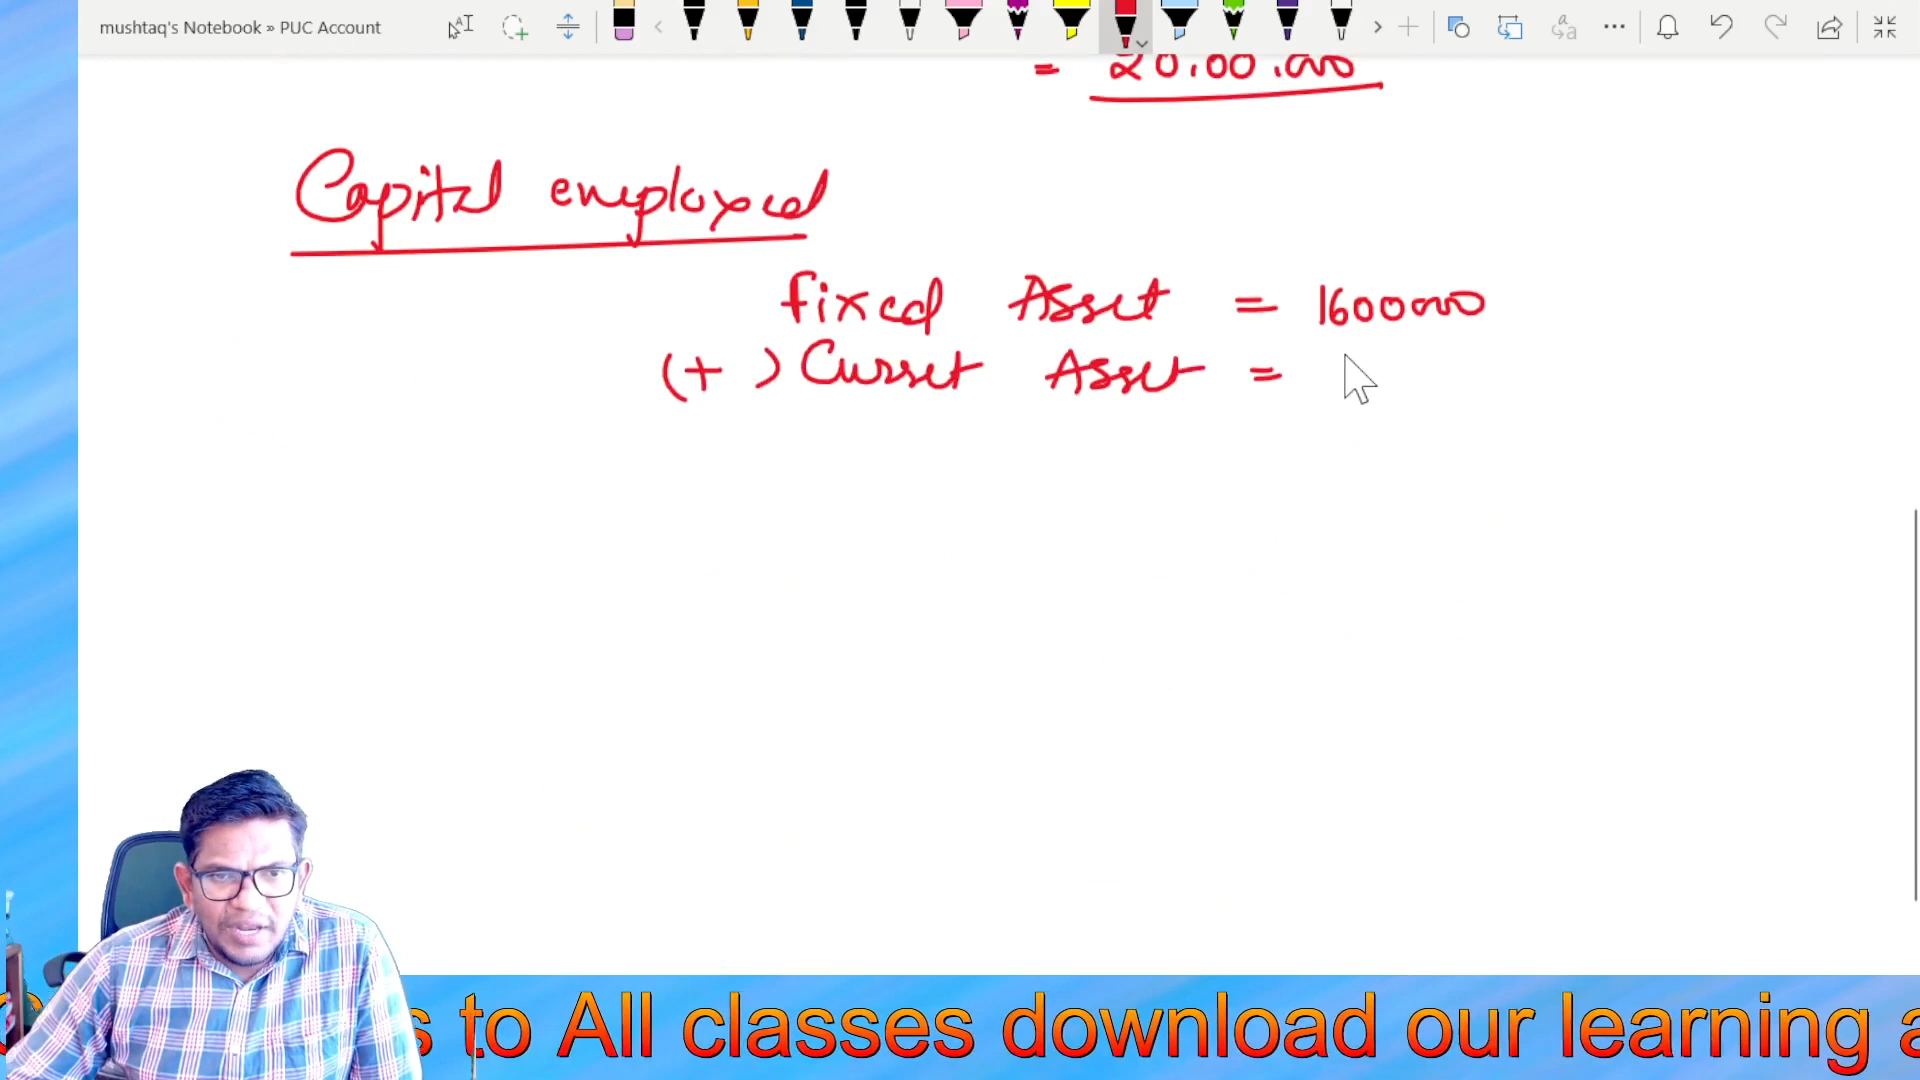 mushtaq's Notebook » PUC Account
= 20,00,000
Capital employed
fixed Asset = 1600000
(+ ) Curret Asset =
s to All classes download our learning a